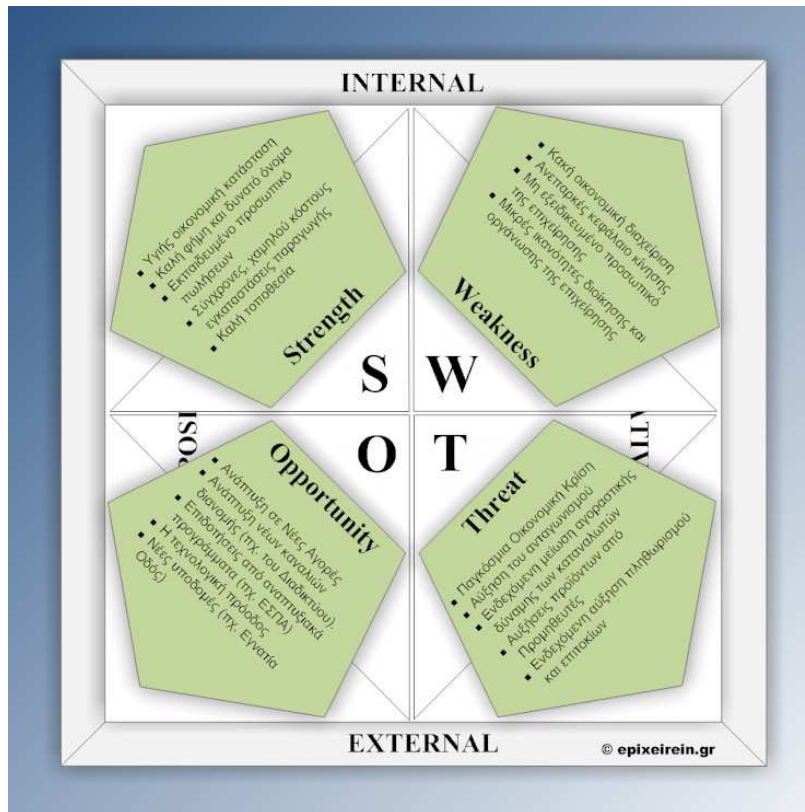 INTERNAL
▪ Υγιής οικονομική κατάσταση
▪ Καλή φήμη και δυνατό όνομα
▪ Εκπαιδευμένο προσωπικό
πωλήσεων
▪ Σύγχρονες, χαμηλού κόστους
εγκαταστάσεις παραγωγής
▪ Καλή τοποθεσία
Strength
S
▪ Κακή οικονομική διαχείριση
▪ Ανεπαρκές κεφάλαιο κίνησης
▪ Μη εξειδικευμένο προσωπικό
της επιχείρησης
▪ Μικρές ικανότητες διοίκησης και
οργάνωσης της επιχείρησης
Weakness
W
POSI
O
Opportunity
▪ Ανάπτυξη σε Νέες Αγορές
▪ Ανάπτυξη νέων καναλιών
διανομής (πχ. του Διαδικτύου).
▪ Επιδοτήσεις από αναπτυξιακά
προγράμματα (πχ. ΕΣΠΑ)
▪ Η τεχνολογική πρόοδος
▪ Νέες υποδομές (πχ. Εγνατία
Οδός)
T
ATIV
Threat
▪ Παγκόσμια Οικονομική Κρίση
▪ Αύξηση του ανταγωνισμού
▪ Ενδεχόμενη μείωση αγοραστικής
δύναμης των καταναλωτών
▪ Αυξήσεις προϊόντων από
Προμηθευτές
▪ Ενδεχόμενη αύξηση πληθωρισμού
και επιτοκίων
EXTERNAL
© epixeirein.gr